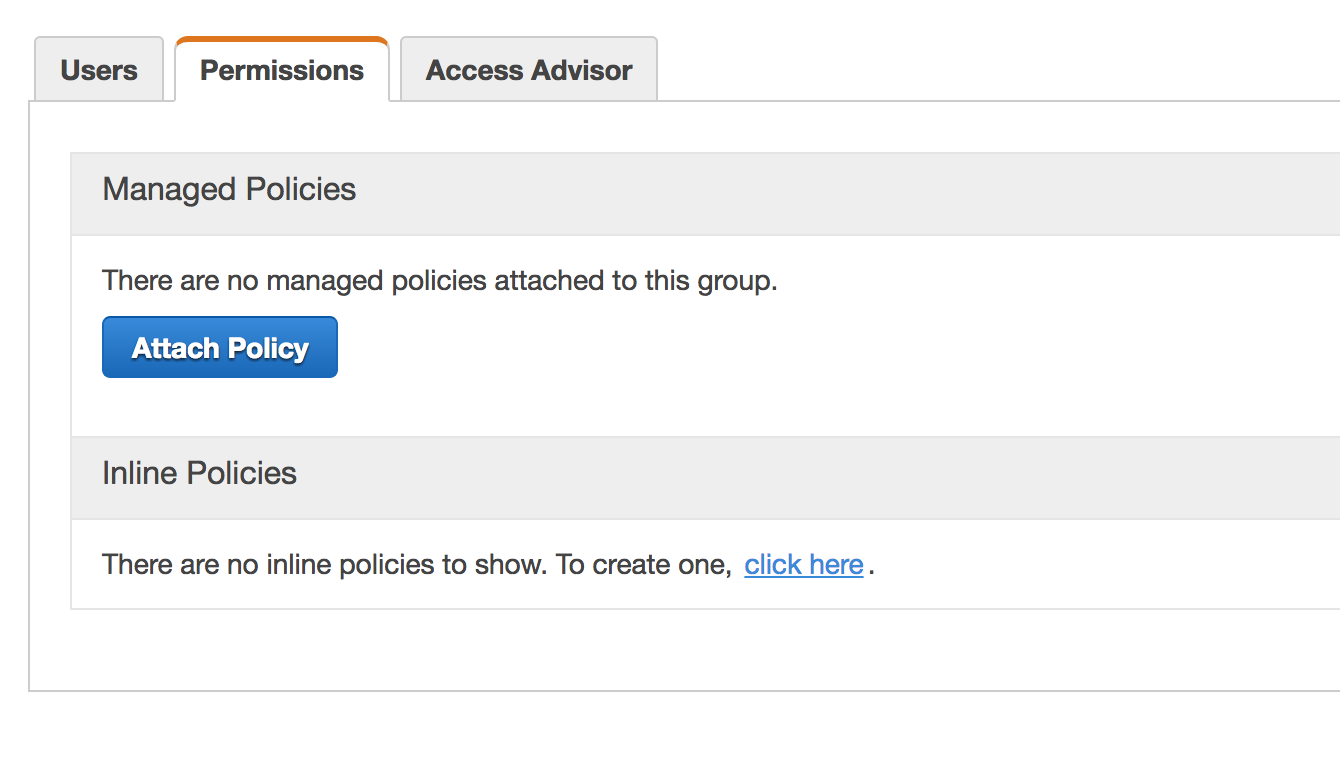 Users Permissions Access Advisor
Managed Policies
There are no managed policies attached to this group.
Attach Policy
Inline Policies
There are no inline policies to show. To create one, click here.